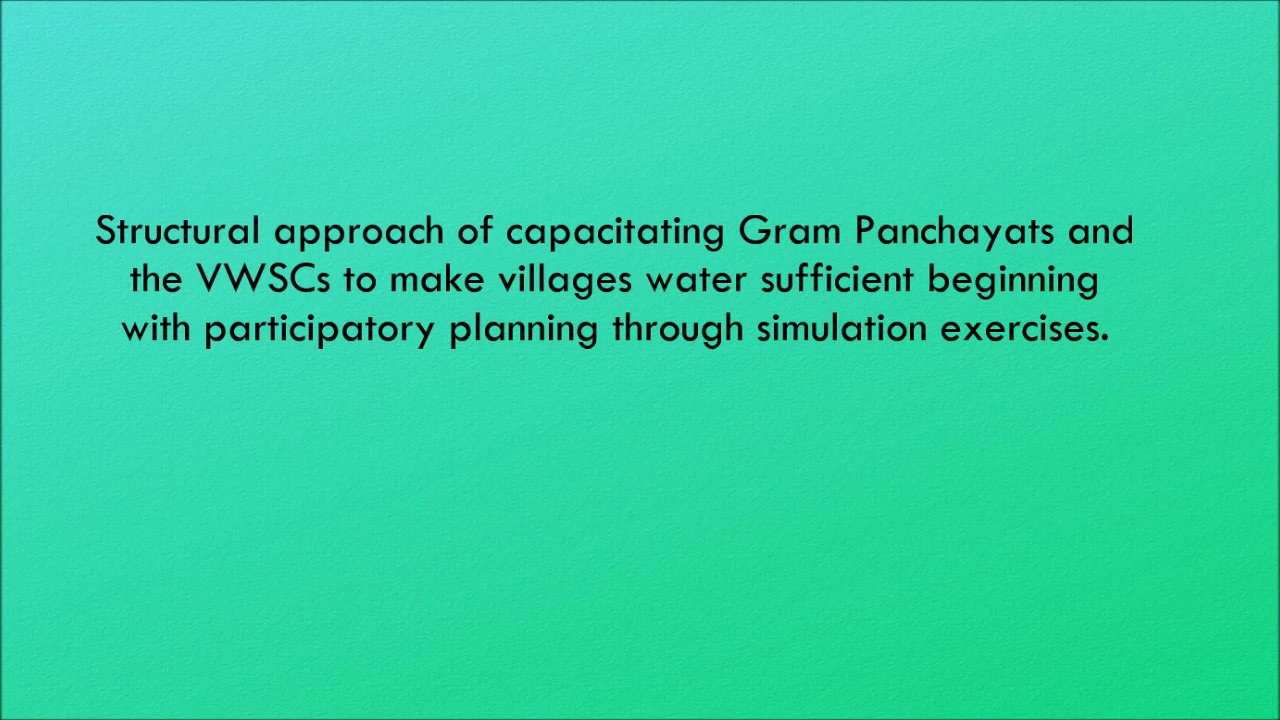 Structural approach of capacitating Gram Panchayats and
the VWSCs to make villages water sufficient beginning
with participatory planning through simulation exercises.